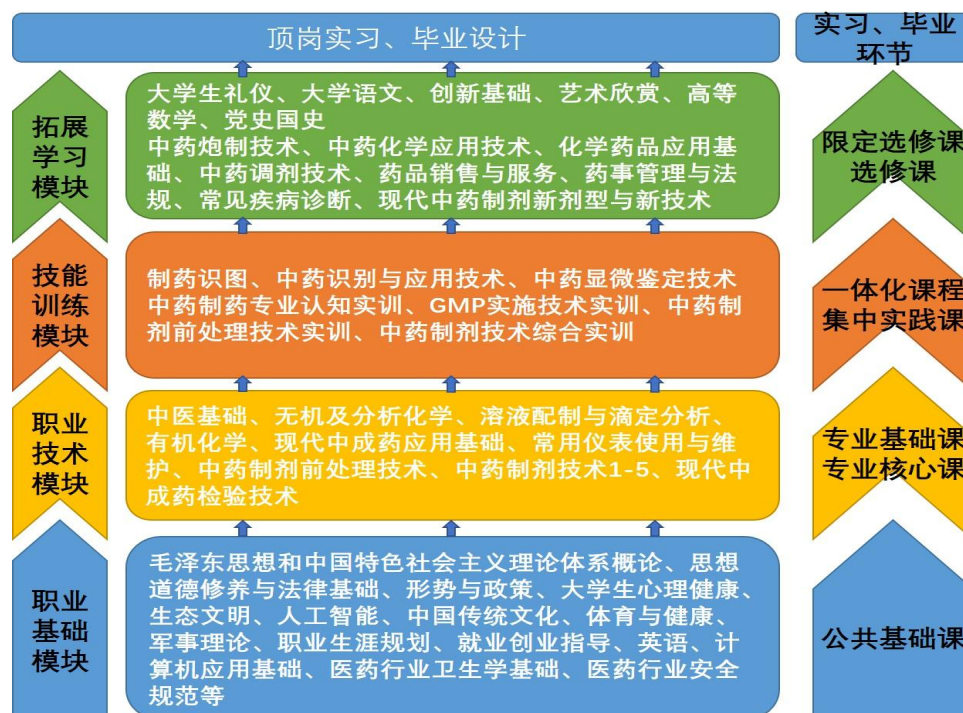 顶岗实习、毕业设计
实习、毕业
环节
拓展
学习
模块
大学生礼仪、大学语文、创新基础、艺术欣赏、高等
数学、党史国史
中药炮制技术、中药化学应用技术、化学药品应用基
础、中药调剂技术、药品销售与服务、药事管理与法
规、常见疾病诊断、现代中药制剂新剂型与新技术
限定选修课
选修课
技能
训练
模块
制药识图、中药识别与应用技术、中药显微鉴定技术
中药制药专业认知实训、GMP实施技术实训、中药制
剂前处理技术实训、中药制剂技术综合实训
一体化课程
集中实践课
职业
技术
模块
中医基础、无机及分析化学、溶液配制与滴定分析、
有机化学、现代中成药应用基础、常用仪表使用与维
护、中药制剂前处理技术、中药制剂技术1-5、现代中
成药检验技术
专业基础课
专业核心课
职业
基础
模块
毛泽东思想和中国特色社会主义理论体系概论、思想
道德修养与法律基础、形势与政策、大学生心理健康、
生态文明、人工智能、中国传统文化、体育与健康、
军事理论、职业生涯规划、就业创业指导、英语、计
算机应用基础、医药行业卫生学基础、医药行业安全
规范等
公共基础课